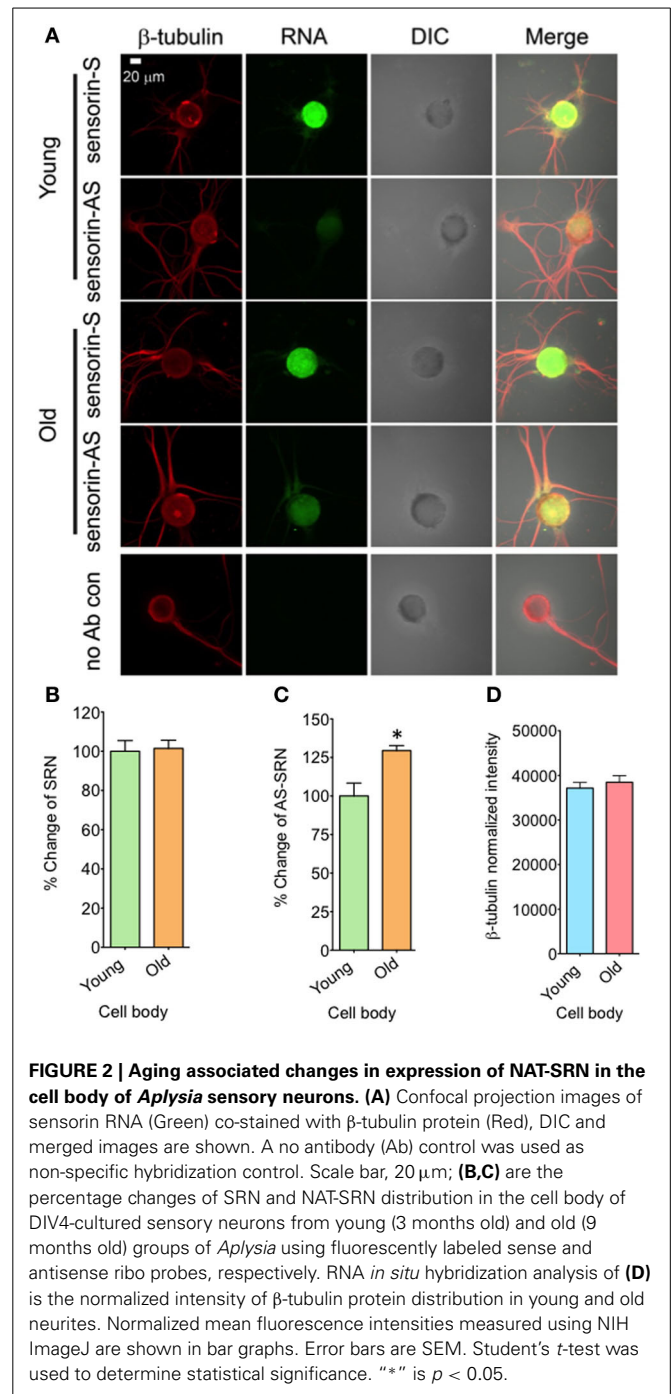 A
β-tubulin RNA DIC Merge
20 μm
Young
sensorin-S
sensorin-AS
Old
sensorin-S
sensorin-AS
no Ab con
B
% Change of SRN
120
100
80
60
40
20
0
Young Old
Cell body
C
% Change of AS-SRN
150
125
100
75
50
25
0
*
Young Old
Cell body
D
β-tubulin normalized intensity
50000
40000
30000
20000
10000
0
Young Old
Cell body
FIGURE 2 | Aging associated changes in expression of NAT-SRN in the
cell body of Aplysia sensory neurons. (A) Confocal projection images of
sensorin RNA (Green) co-stained with β-tubulin protein (Red), DIC and
merged images are shown. A no antibody (Ab) control was used as
non-specific hybridization control. Scale bar, 20 μm; (B,C) are the
percentage changes of SRN and NAT-SRN distribution in the cell body of
DIV4-cultured sensory neurons from young (3 months old) and old (9
months old) groups of Aplysia using fluorescently labeled sense and
antisense ribo probes, respectively. RNA in situ hybridization analysis of (D)
is the normalized intensity of β-tubulin protein distribution in young and old
neurites. Normalized mean fluorescence intensities measured using NIH
ImageJ are shown in bar graphs. Error bars are SEM. Student's t-test was
used to determine statistical significance. "*" is p < 0.05.